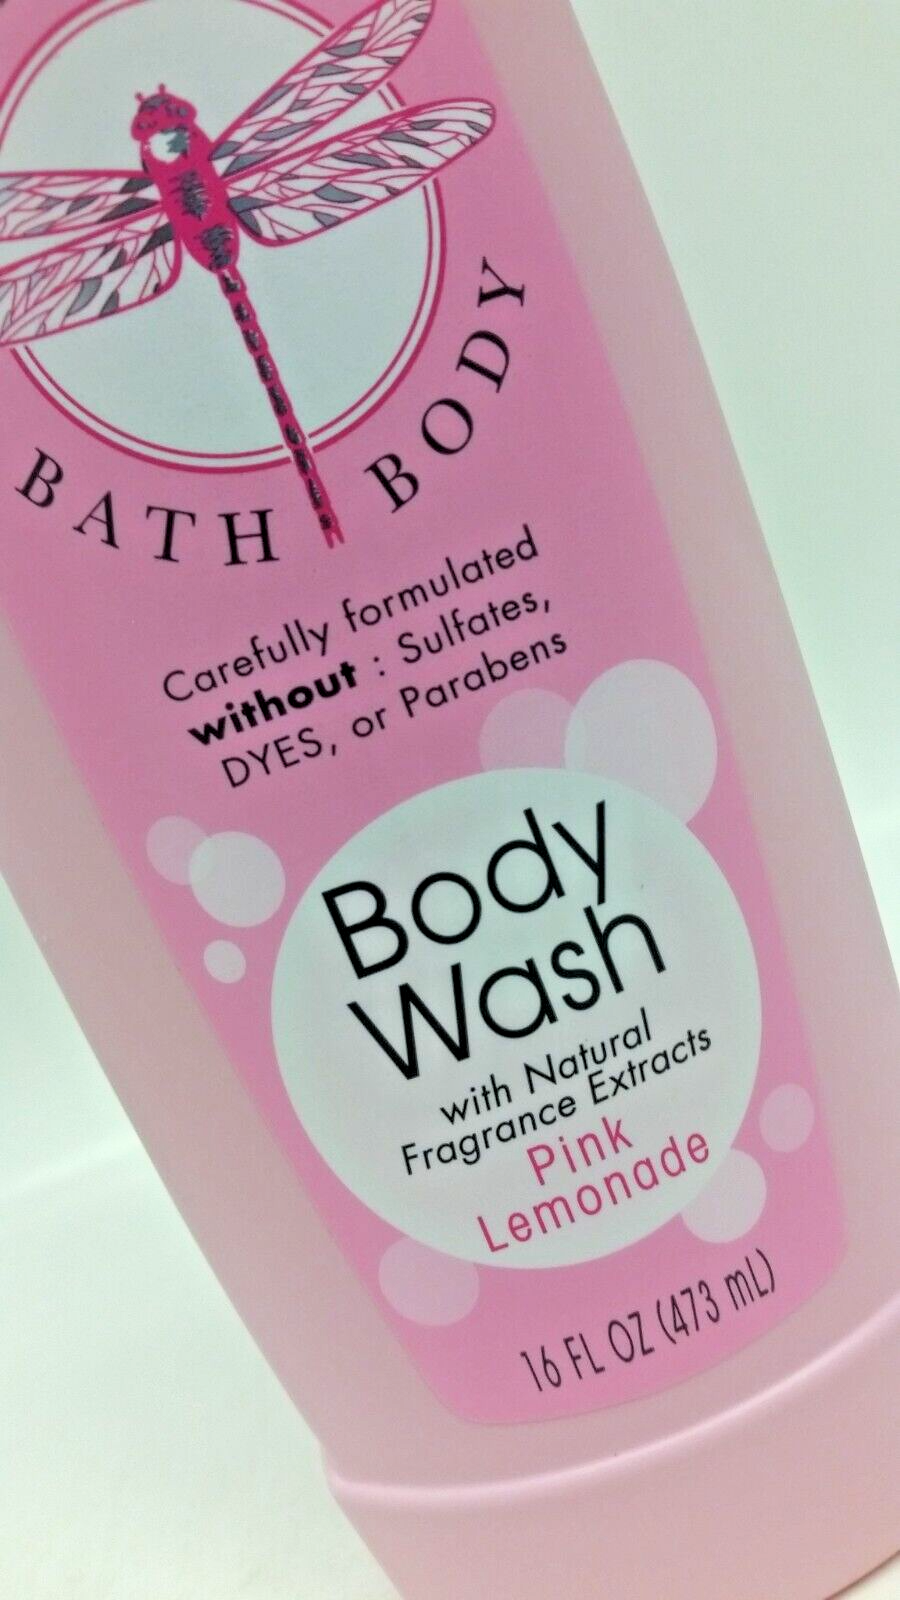 BATH BODY
Carefully formulated
without : Sulfates,
DYES, or Parabens
Body
Wash
with Natural
Fragrance Extracts
Pink
Lemonade
16 FL OZ (473 mL)